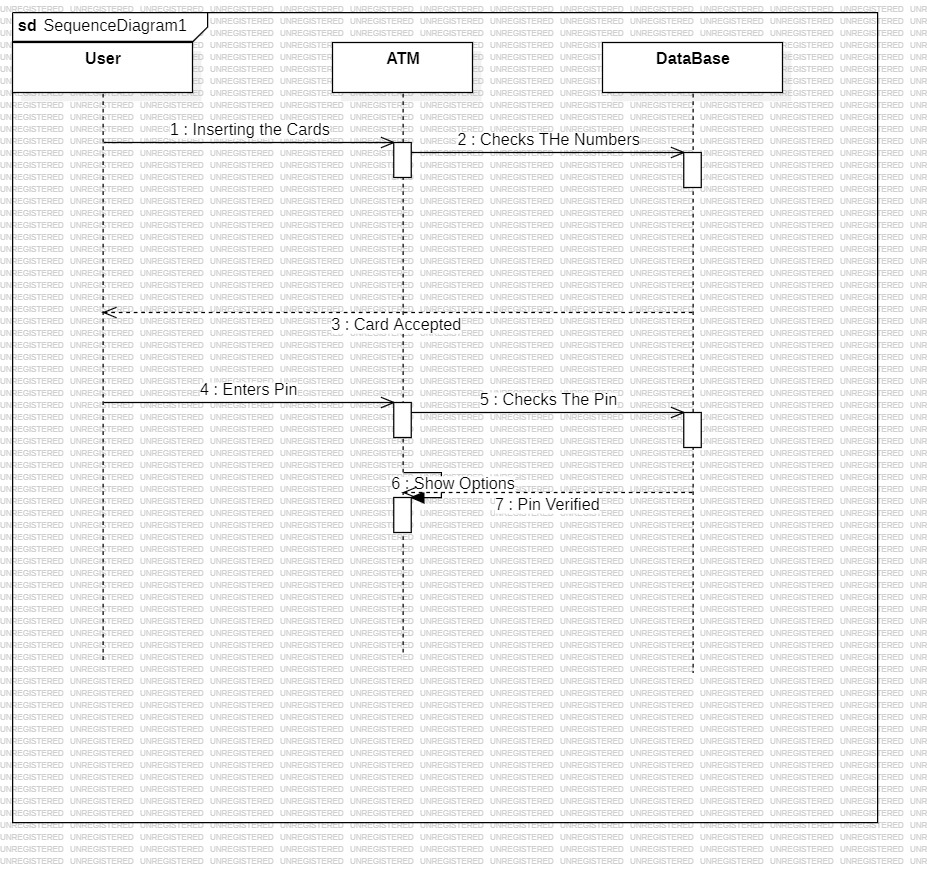 sd SequenceDiagram1
User
ATM
DataBase
1 : Inserting the Cards
2 : Checks THe Numbers
3 : Card Accepted
4 : Enters Pin
5 : Checks The Pin
6 : Show Options
7 : Pin Verified
UNREGISTERED